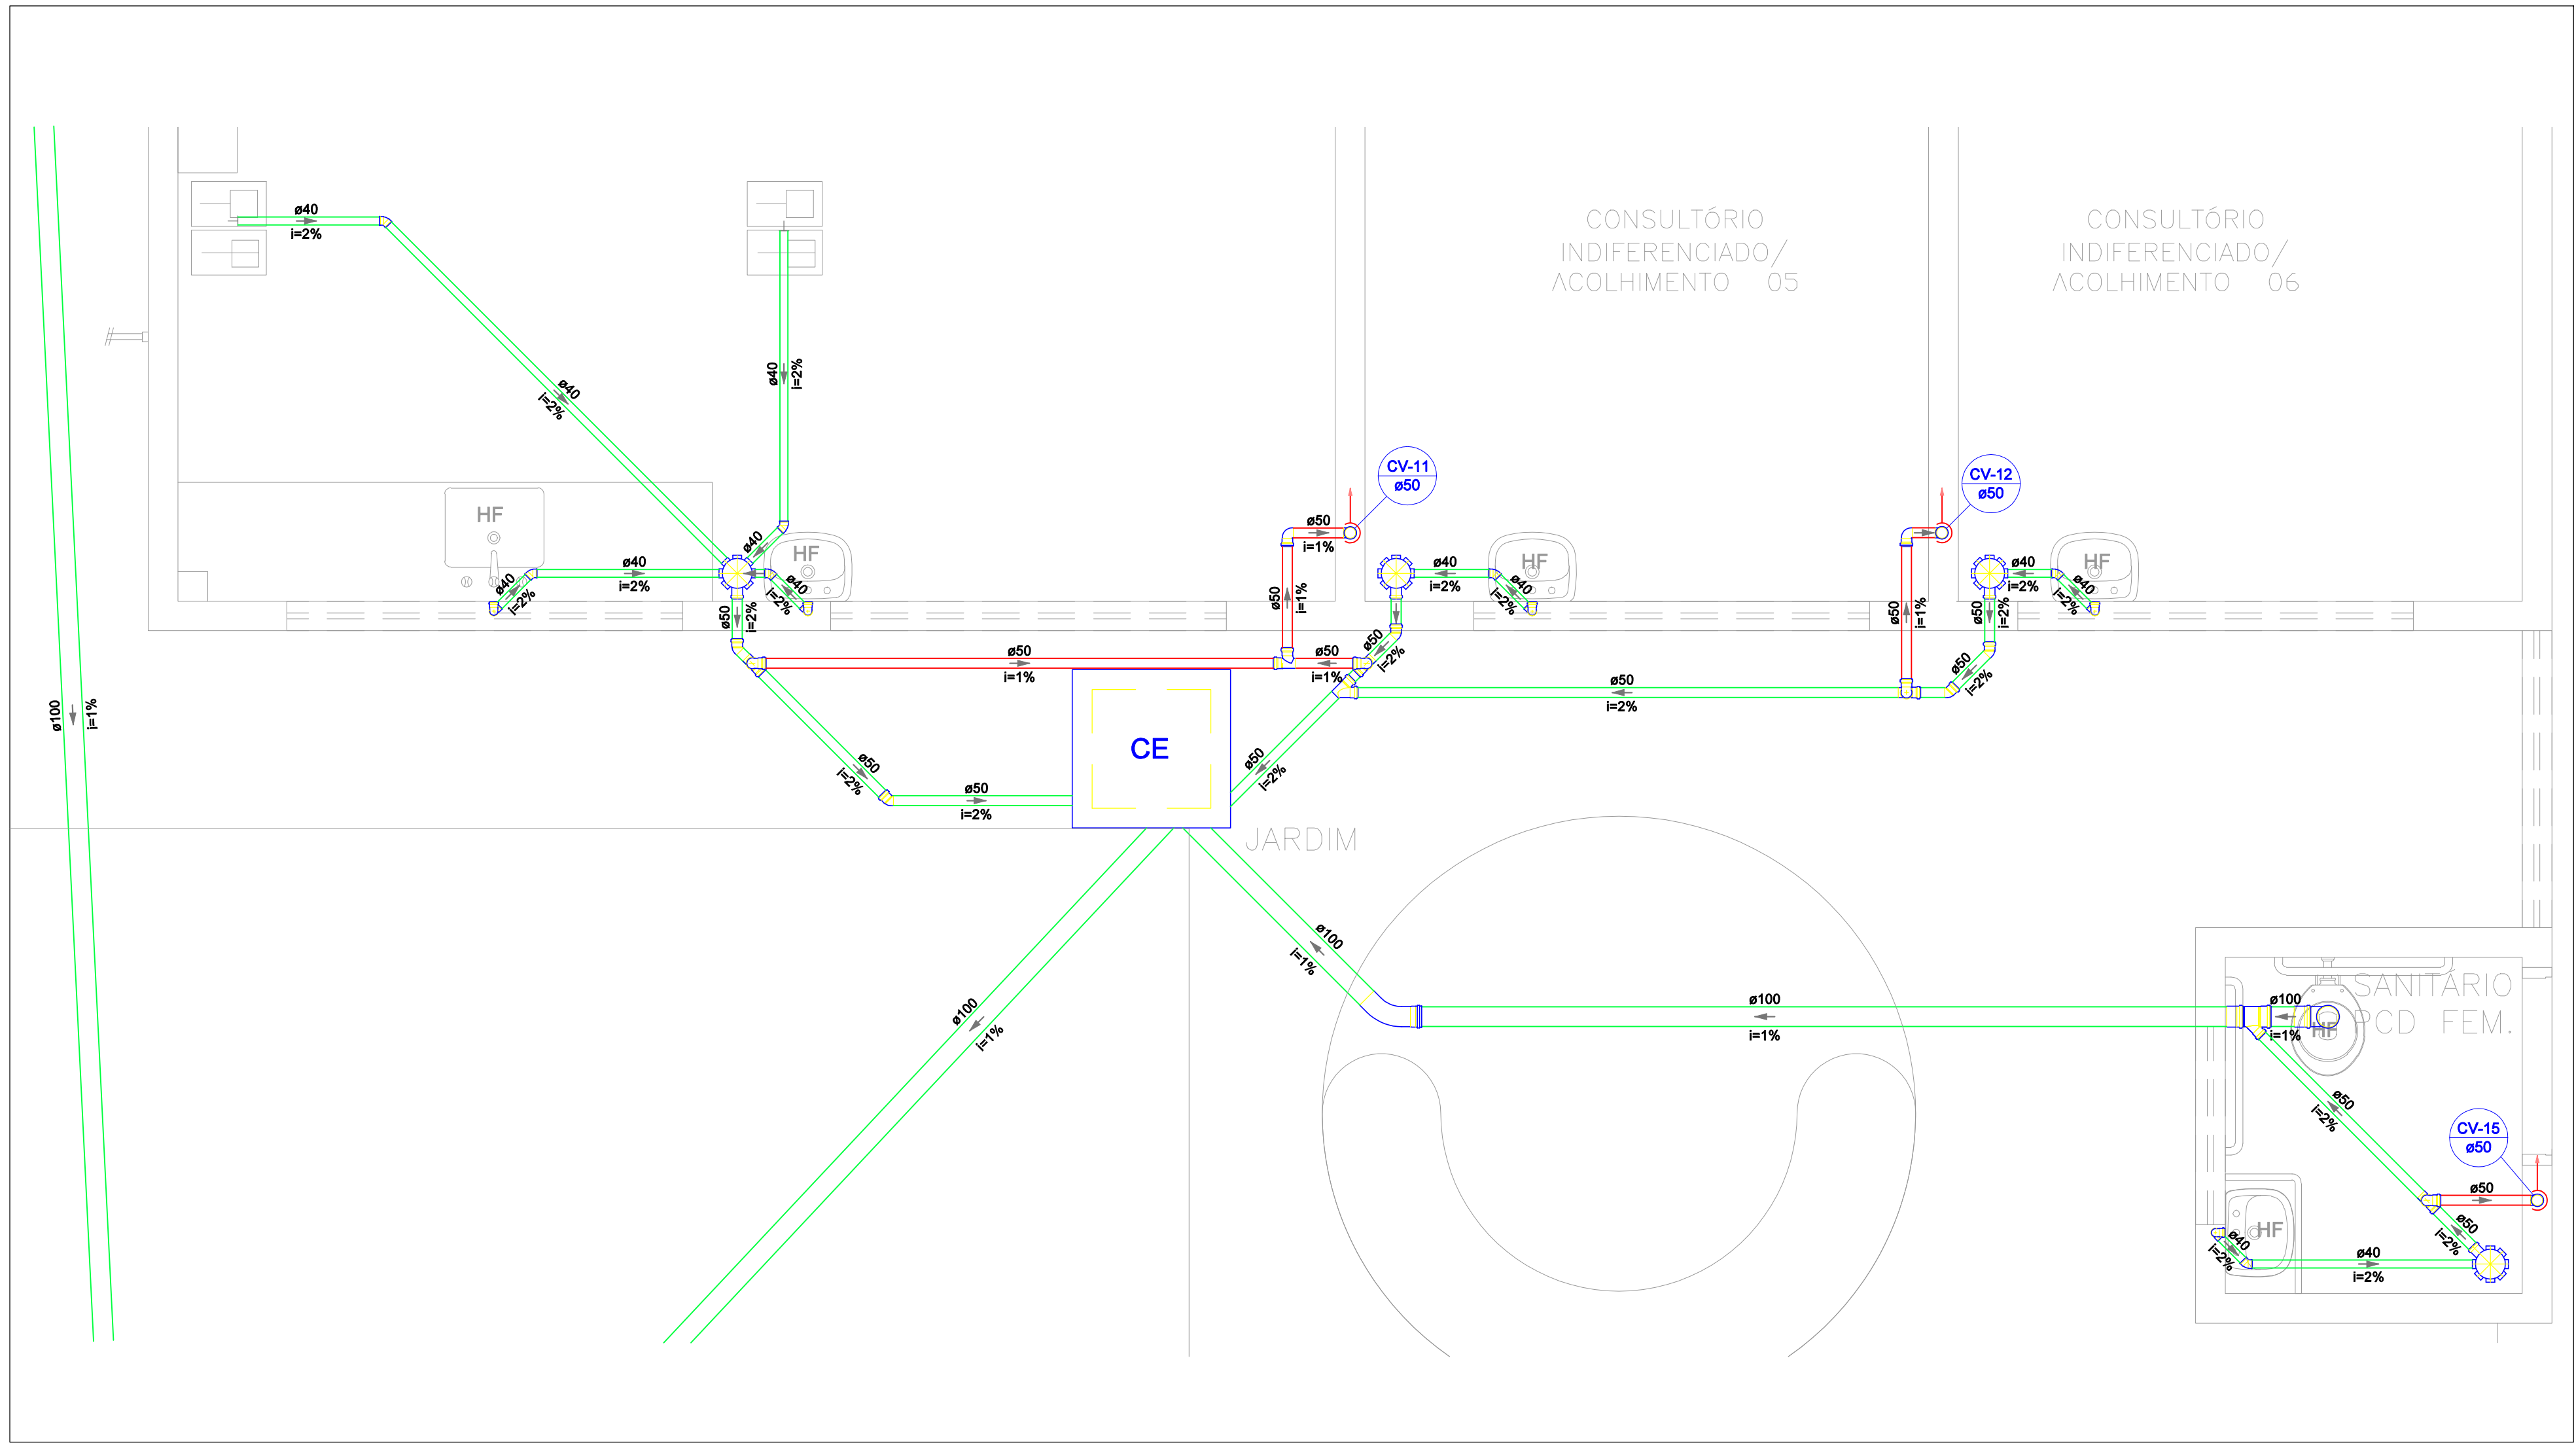 CONSULTÓRIO
INDIFERENCIADO/
ACOLHIMENTO 05
CONSULTÓRIO
INDIFERENCIADO/
ACOLHIMENTO 06
ø40
i=2%
ø40
i=2%
ø40
i=2%
CV-11
ø50
CV-12
ø50
HF
HF
HF
HF
ø40
ø40
i=2%
ø40
i=2%
ø40
i=2%
ø50
i=1%
ø40
i=2%
ø40
i=2%
ø40
i=2%
ø40
i=2%
ø50
i=2%
ø50
i=1%
ø50
i=1%
ø50
i=2%
ø50
i=1%
ø50
i=1%
ø50
i=2%
ø50
i=2%
ø50
i=2%
ø100
i=1%
CE
ø50
i=2%
ø50
i=2%
ø50
i=2%
JARDIM
ø100
i=1%
ø100
i=1%
ø100
i=1%
ø100
i=1%
HF
SANITÁRIO
PCD FEM.
ø50
i=2%
CV-15
ø50
ø50
ø50
i=2%
HF
ø40
i=2%
ø40
i=2%